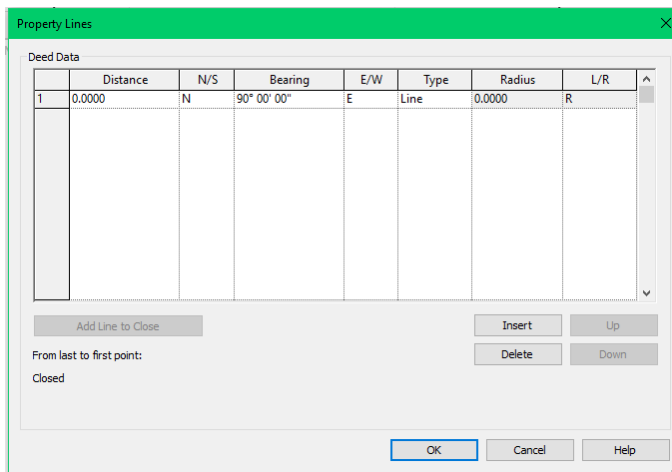 Property Lines
Deed Data
Distance N/S Bearing E/W Type Radius L/R
1 0.0000 N 90° 00' 00" E Line 0.0000 R
Add Line to Close Insert Up
From last to first point: Delete Down
Closed
OK Cancel Help